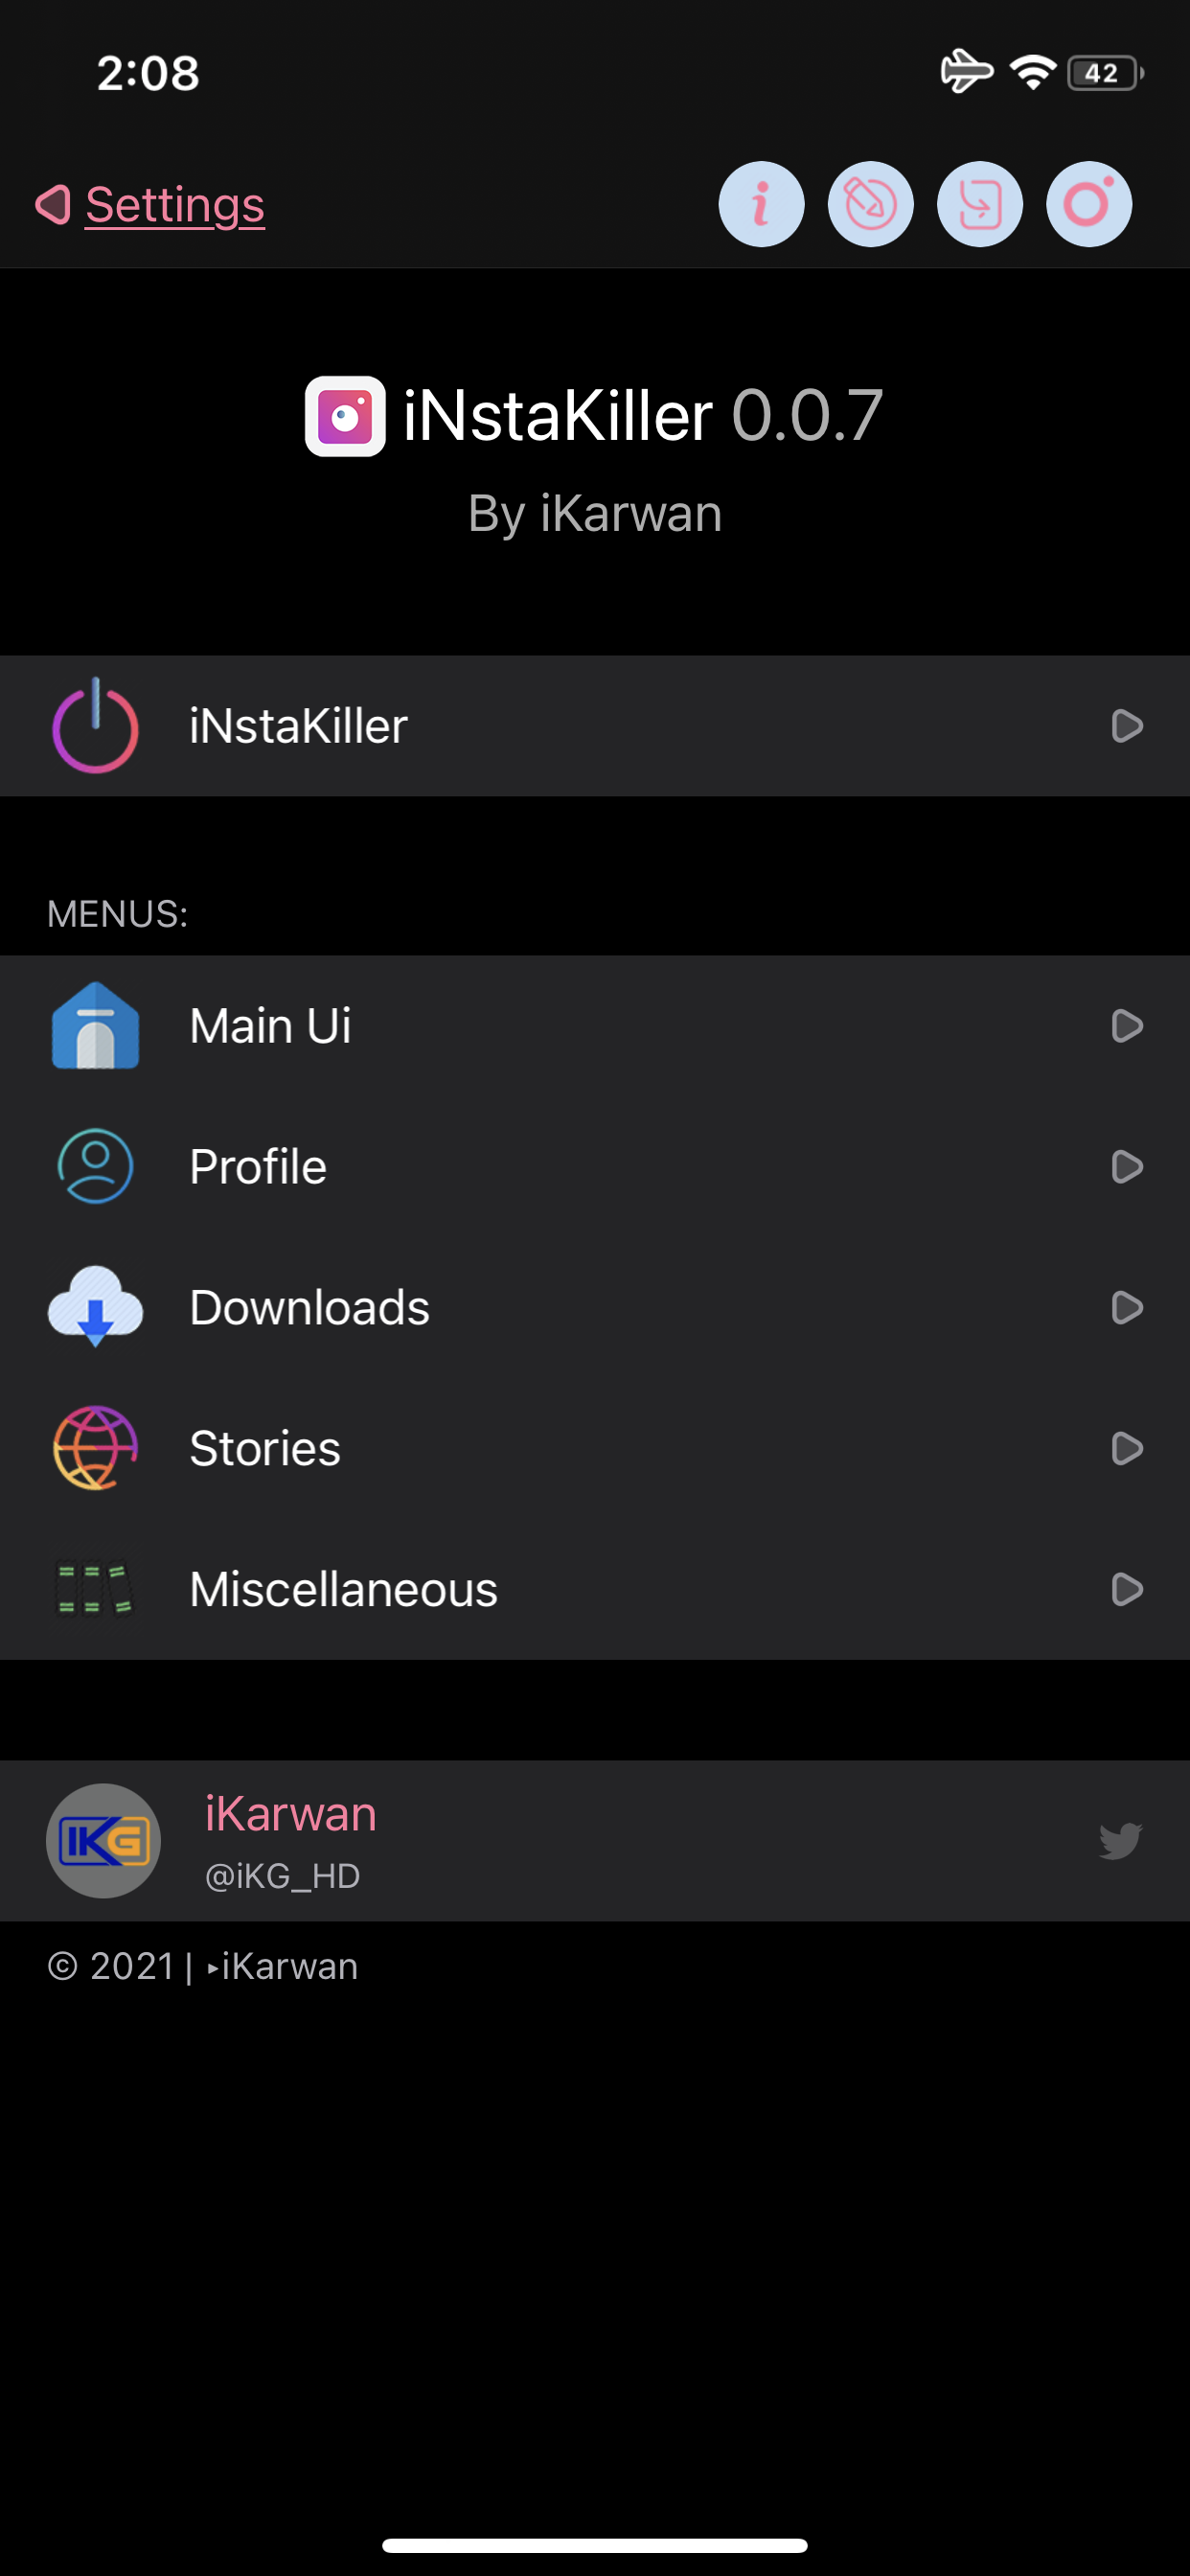 2:08
42
Settings
i
iNstaKiller 0.0.7
By iKarwan
iNstaKiller
MENUS:
Main Ui
Profile
Downloads
Stories
Miscellaneous
IKG
iKarwan
@iKG_HD
© 2021 | ▸iKarwan